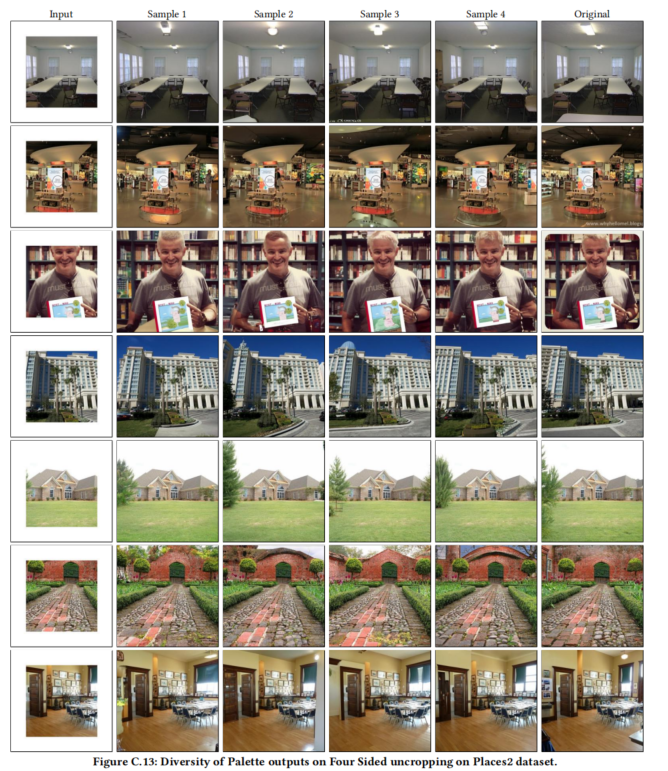 Input Sample 1 Sample 2 Sample 3 Sample 4 Original
Figure C.13: Diversity of Palette outputs on Four Sided uncropping on Places2 dataset.